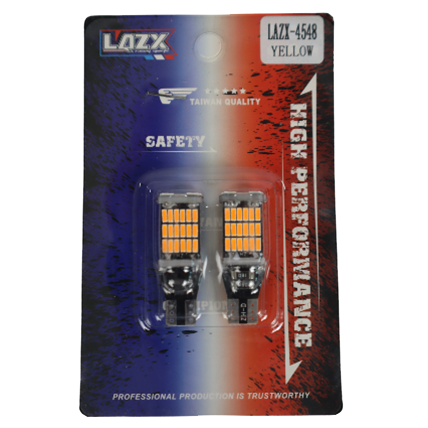 LAZX
LAZX-4548
YELLOW
★★★★★
TAIWAN QUALITY
SAFETY
HIGH PERFORMANCE
PROFESSIONAL PRODUCTION IS TRUSTWORTHY